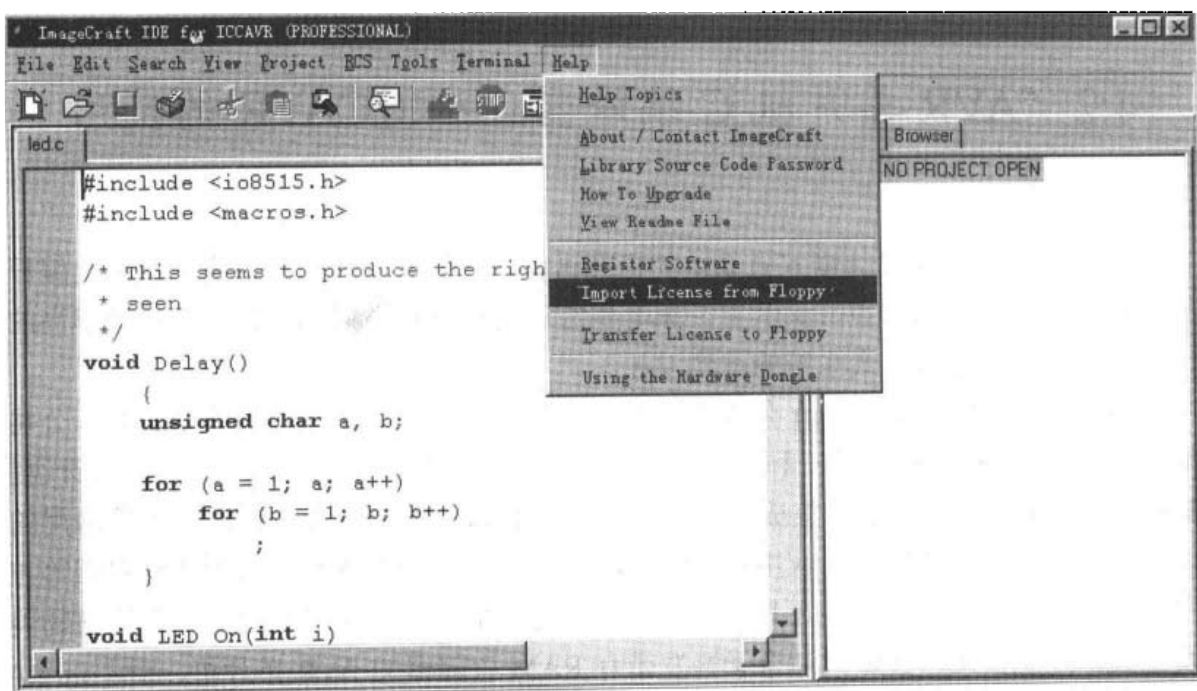 ImageCraft IDE for ICCAVR (PROFESSIONAL)
File Edit Search View Project RCS Tools Terminal Help
STOP
Help Topics
About / Contact ImageCraft
Library Source Code Password
How To Upgrade
View Readme File
Register Software
Import License from Floppy
Transfer License to Floppy
Using the Hardware Dongle
led.c
#include <io8515.h>
#include <macros.h>
/* This seems to produce the righ
* seen
*/
void Delay()
{
unsigned char a, b;
for (a = 1; a; a++)
for (b = 1; b; b++)
;
}
void LED On(int i)
Browser
NO PROJECT OPEN